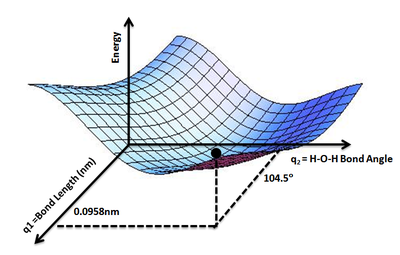 Energy
q₂ = H-O-H Bond Angle
104.5°
0.0958nm
q1 =Bond Length (nm)